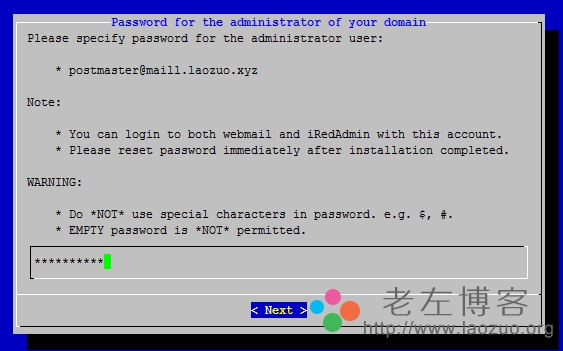 Password for the administrator of your domain
Please specify password for the administrator user:
* postmaster@maill.laozuo.xyz
Note:
* You can login to both webmail and iRedAdmin with this account.
* Please reset password immediately after installation completed.
WARNING:
* Do *NOT* use special characters in password. e.g. $, #.
* EMPTY password is *NOT* permitted.
**********
< Next >
老左博客
http://www.laozuo.org